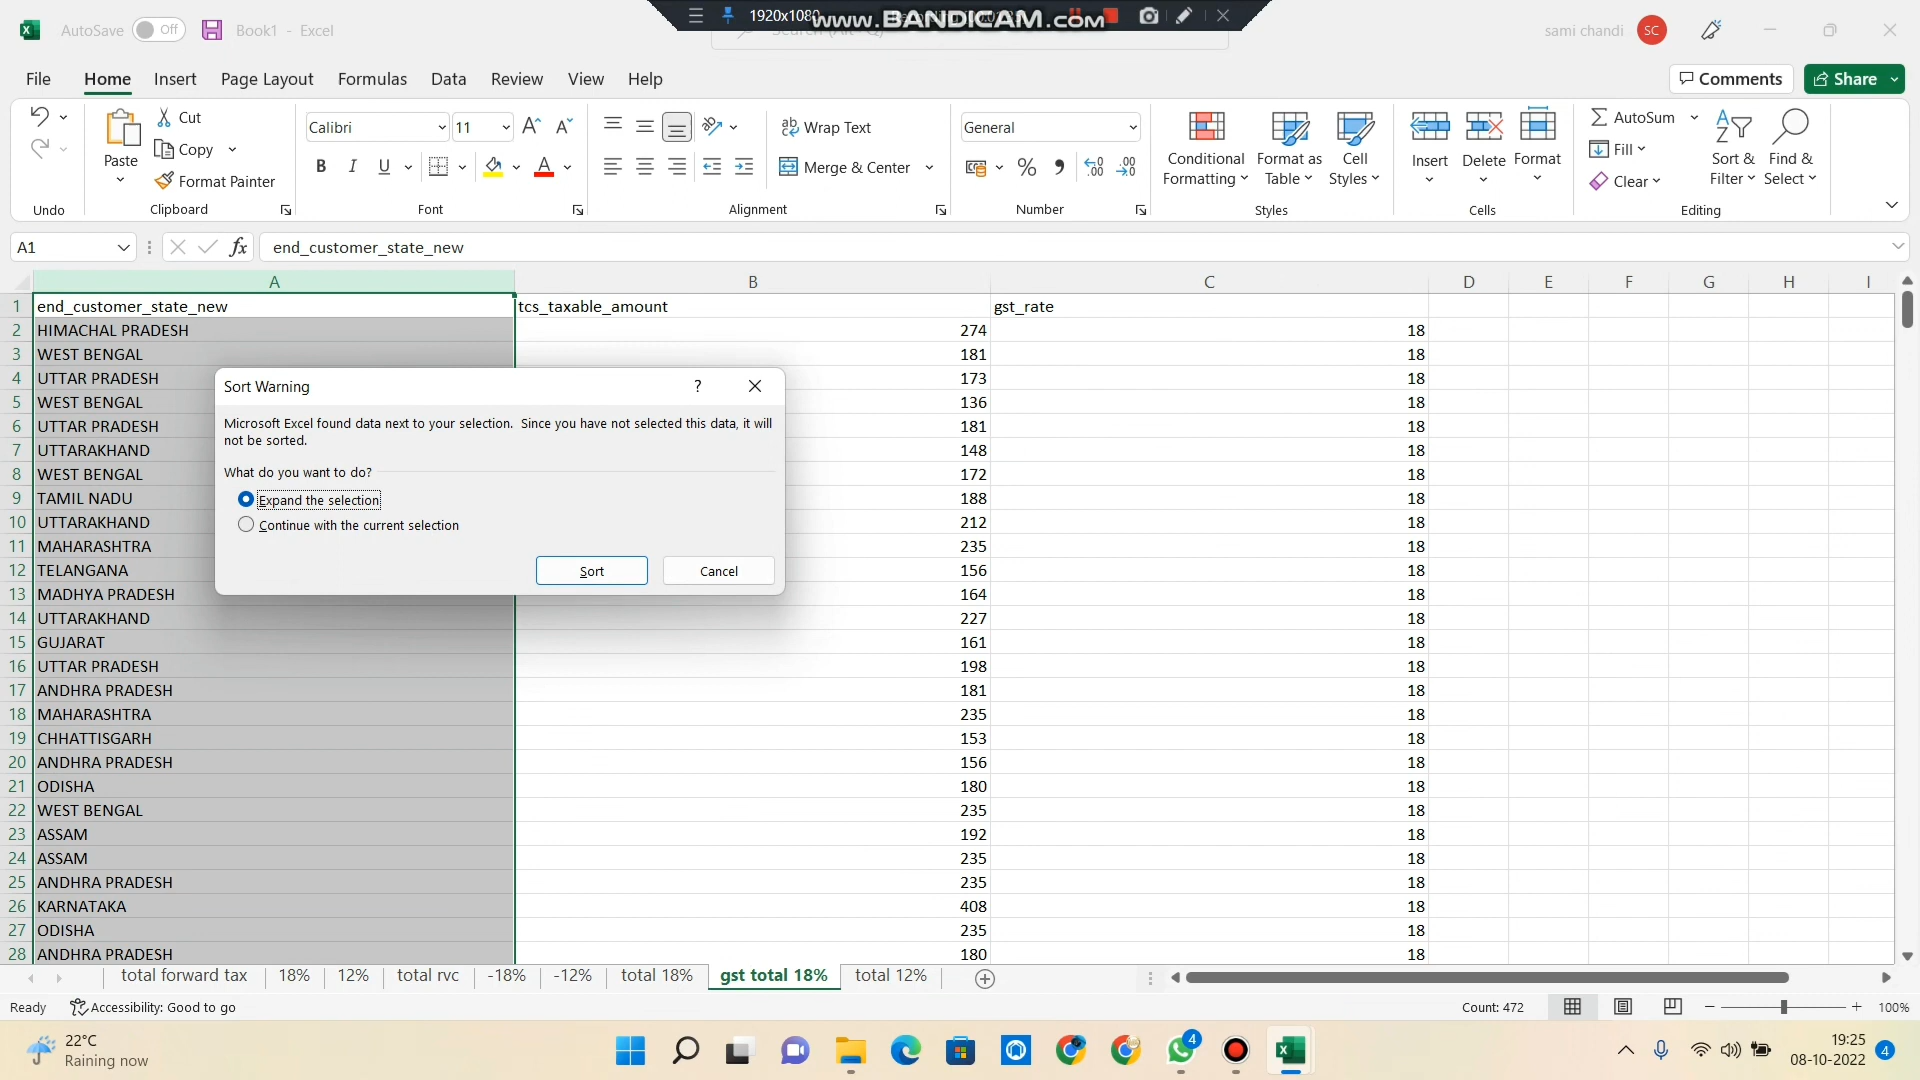 1920x1080
www.BANDICAM.com
AutoSave Off Book1 - Excel
sami chandi SC
File Home Insert Page Layout Formulas Data Review View Help
Comments Share
Paste
Cut
Copy
Format Painter
Calibri 11
B I U
Wrap Text
Merge & Center
General
Conditional Formatting
Format as Table
Cell Styles
Insert Delete Format
AutoSum
Fill
Clear
Sort & Filter
Find & Select
Undo Clipboard Font Alignment Number Styles Cells Editing
A1 fx end_customer_state_new
A B C D E F G H I
1 end_customer_state_new tcs_taxable_amount gst_rate
2 HIMACHAL PRADESH 274 18
3 WEST BENGAL 181 18
4 UTTAR PRADESH 173 18
5 WEST BENGAL 136 18
6 UTTAR PRADESH 181 18
7 UTTARAKHAND 148 18
8 WEST BENGAL 172 18
9 TAMIL NADU 188 18
10 UTTARAKHAND 212 18
11 MAHARASHTRA 235 18
12 TELANGANA 156 18
13 MADHYA PRADESH 164 18
14 UTTARAKHAND 227 18
15 GUJARAT 161 18
16 UTTAR PRADESH 198 18
17 ANDHRA PRADESH 181 18
18 MAHARASHTRA 235 18
19 CHHATTISGARH 153 18
20 ANDHRA PRADESH 156 18
21 ODISHA 180 18
22 WEST BENGAL 235 18
23 ASSAM 192 18
24 ASSAM 235 18
25 ANDHRA PRADESH 235 18
26 KARNATAKA 408 18
27 ODISHA 235 18
28 ANDHRA PRADESH 180 18
Sort Warning ?
Microsoft Excel found data next to your selection. Since you have not selected this data, it will
not be sorted.
What do you want to do?
Expand the selection
Continue with the current selection
Sort Cancel
total forward tax 18% 12% total rvc -18% -12% total 18% gst total 18% total 12%
Ready Accessibility: Good to go Count: 472 100%
22°C
Raining now
4
19:25
08-10-2022
4